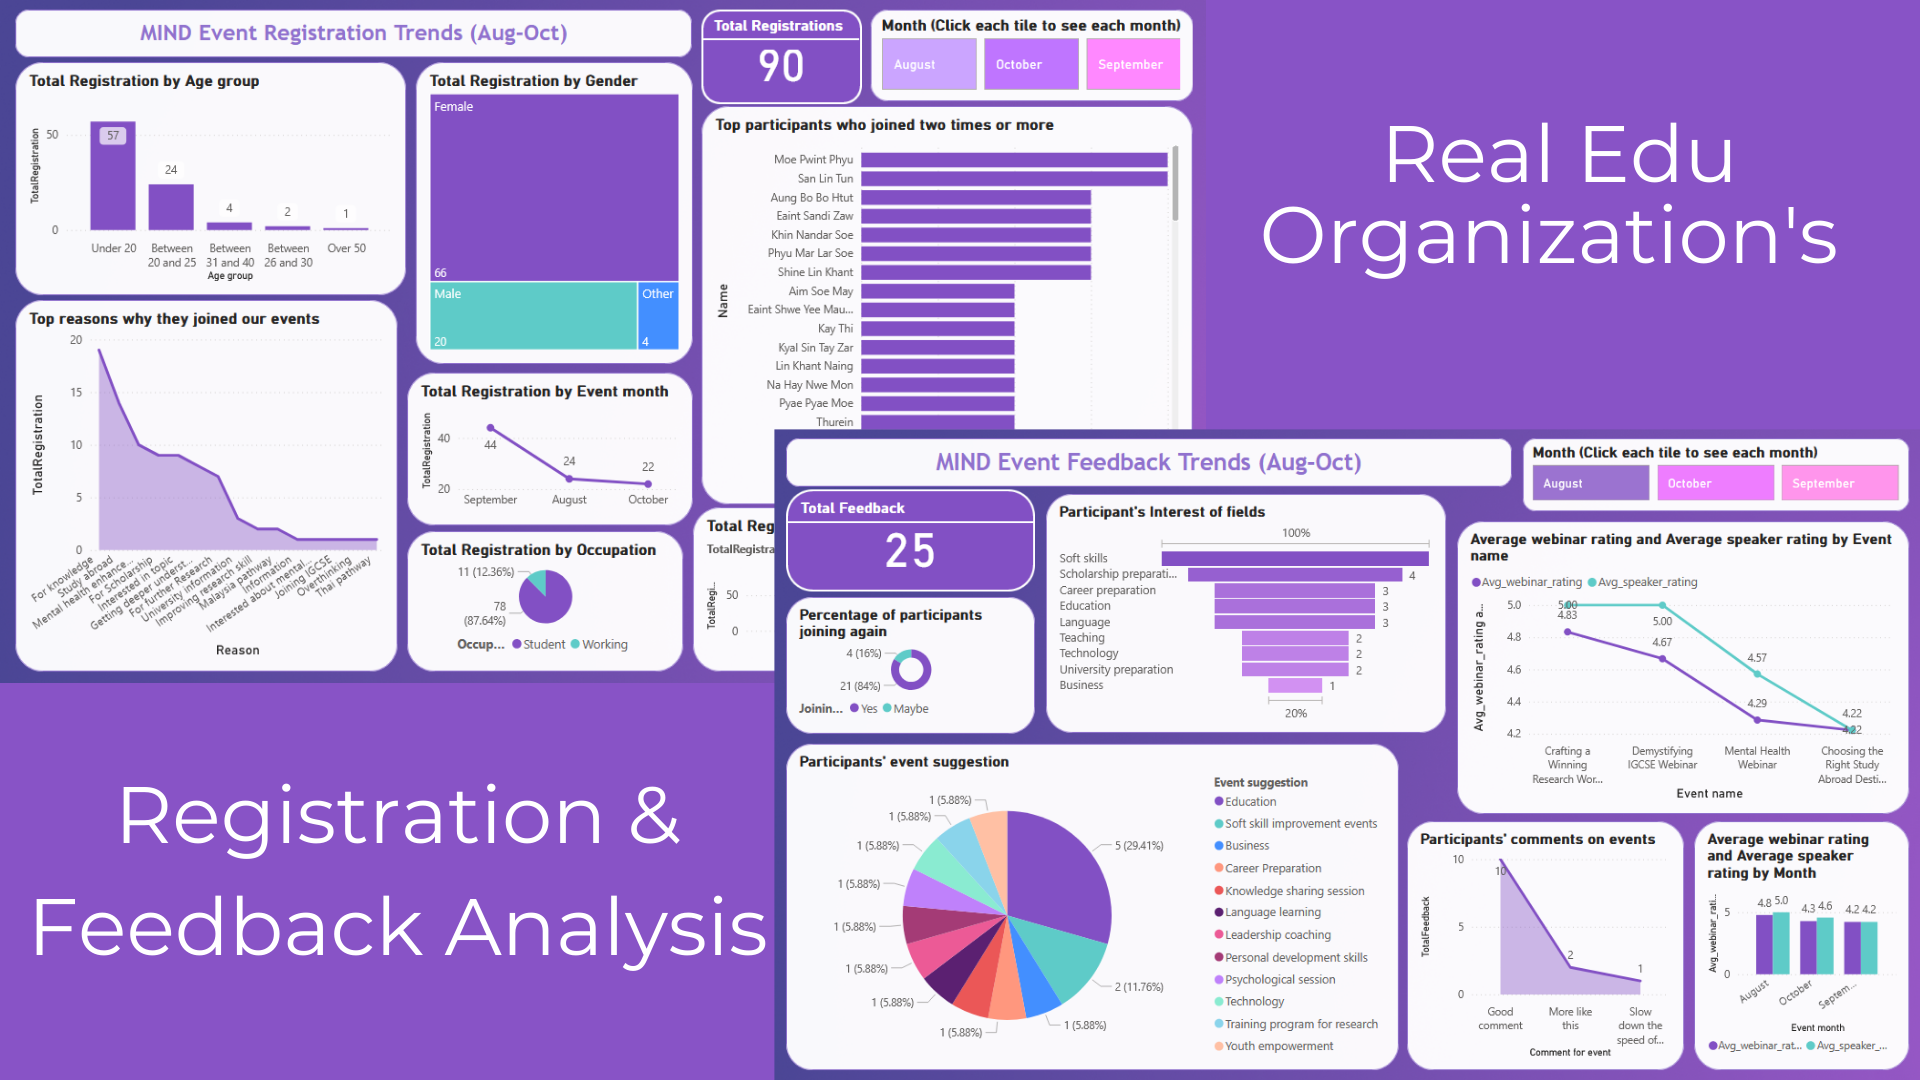 MIND Event Registration Trends (Aug-Oct)
Total Registrations
90
Month (Click each tile to see each month)
August
October
September
Total Registration by Age group
TotalRegistration
50
0
57
24
4
2
1
Under 20
Between
20 and 25
Between
31 and 40
Between
26 and 30
Over 50
Age group
Total Registration by Gender
Female
66
Male
20
Other
4
Top participants who joined two times or more
Name
Moe Pwint Phyu
San Lin Tun
Aung Bo Bo Htut
Eaint Sandi Zaw
Khin Nandar Soe
Phyu Mar Lar Soe
Shine Lin Khant
Aim Soe May
Eaint Shwe Yee Mau...
Kay Thi
Kyal Sin Tay Zar
Lin Khant Naing
Na Hay Nwe Mon
Pyae Pyae Moe
Thurein
Real Edu
Organization's
Top reasons why they joined our events
TotalRegistration
20
15
10
5
0
For knowledge
Study abroad
Mental health enhance...
For Scholarship
Interested in topic
Getting deeper underst...
For further Research
University information
Improving research skill
Malaysia pathway
Information
Interested about mental...
Joining IGCSE
Overthinking
Thai pathway
Reason
Total Registration by Event month
TotalRegistration
40
20
44
24
22
September
August
October
Total Registration by Occupation
11 (12.36%)
78
(87.64%)
Occup...
Student
Working
Total Reg
TotalRegistra
TotalRegi...
50
0
Registration &
Feedback Analysis
MIND Event Feedback Trends (Aug-Oct)
Month (Click each tile to see each month)
August
October
September
Total Feedback
25
Percentage of participants
joining again
4 (16%)
21 (84%)
Joinin...
Yes
Maybe
Participant's Interest of fields
100%
Soft skills
Scholarship preparati...
4
Career preparation
3
Education
3
Language
3
Teaching
2
Technology
2
University preparation
2
Business
1
20%
Average webinar rating and Average speaker rating by Event
name
Avg_webinar_rating
Avg_speaker_rating
Avg_webinar_rating a...
5.0
4.8
4.6
4.4
4.2
5.00
4.83
5.00
4.67
4.57
4.29
4.22
4.22
Crafting a
Winning
Research Wor...
Demystifying
IGCSE Webinar
Mental Health
Webinar
Choosing the
Right Study
Abroad Desti...
Event name
Participants' event suggestion
1 (5.88%)
1 (5.88%)
1 (5.88%)
1 (5.88%)
1 (5.88%)
1 (5.88%)
1 (5.88%)
1 (5.88%)
1 (5.88%)
2 (11.76%)
5 (29.41%)
Event suggestion
Education
Soft skill improvement events
Business
Career Preparation
Knowledge sharing session
Language learning
Leadership coaching
Personal development skills
Psychological session
Technology
Training program for research
Youth empowerment
Participants' comments on events
TotalFeedback
10
5
0
10
2
1
Good
comment
More like
this
Slow
down the
speed of...
Comment for event
Average webinar rating
and Average speaker
rating by Month
Avg_webinar_rati...
5
0
4.8 5.0
4.3 4.6
4.2 4.2
August
October
Septem...
Event month
Avg_webinar_rat...
Avg_speaker_...